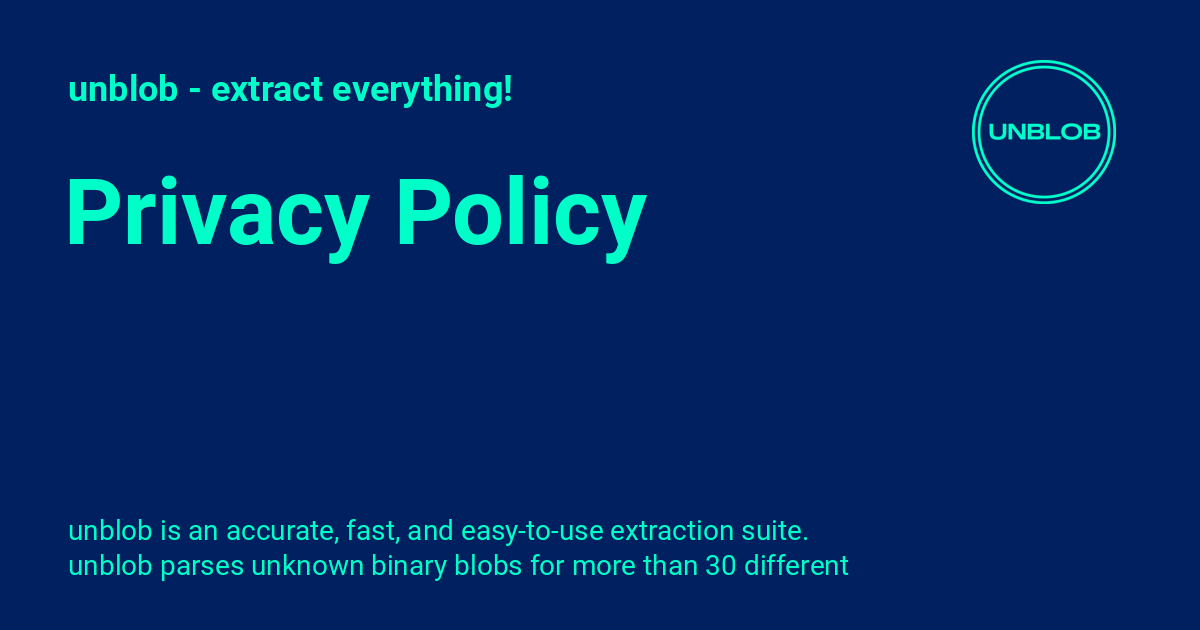 unblob - extract everything!
UNBLOB
Privacy Policy
unblob is an accurate, fast, and easy-to-use extraction suite.
unblob parses unknown binary blobs for more than 30 different